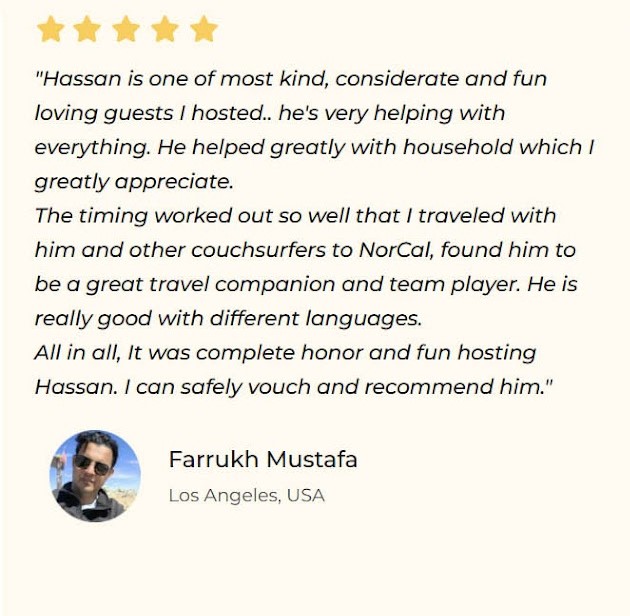 "Hassan is one of most kind, considerate and fun
loving guests I hosted.. he's very helping with
everything. He helped greatly with household which I
greatly appreciate.
The timing worked out so well that I traveled with
him and other couchsurfers to NorCal, found him to
be a great travel companion and team player. He is
really good with different languages.
All in all, It was complete honor and fun hosting
Hassan. I can safely vouch and recommend him."
Farrukh Mustafa
Los Angeles, USA